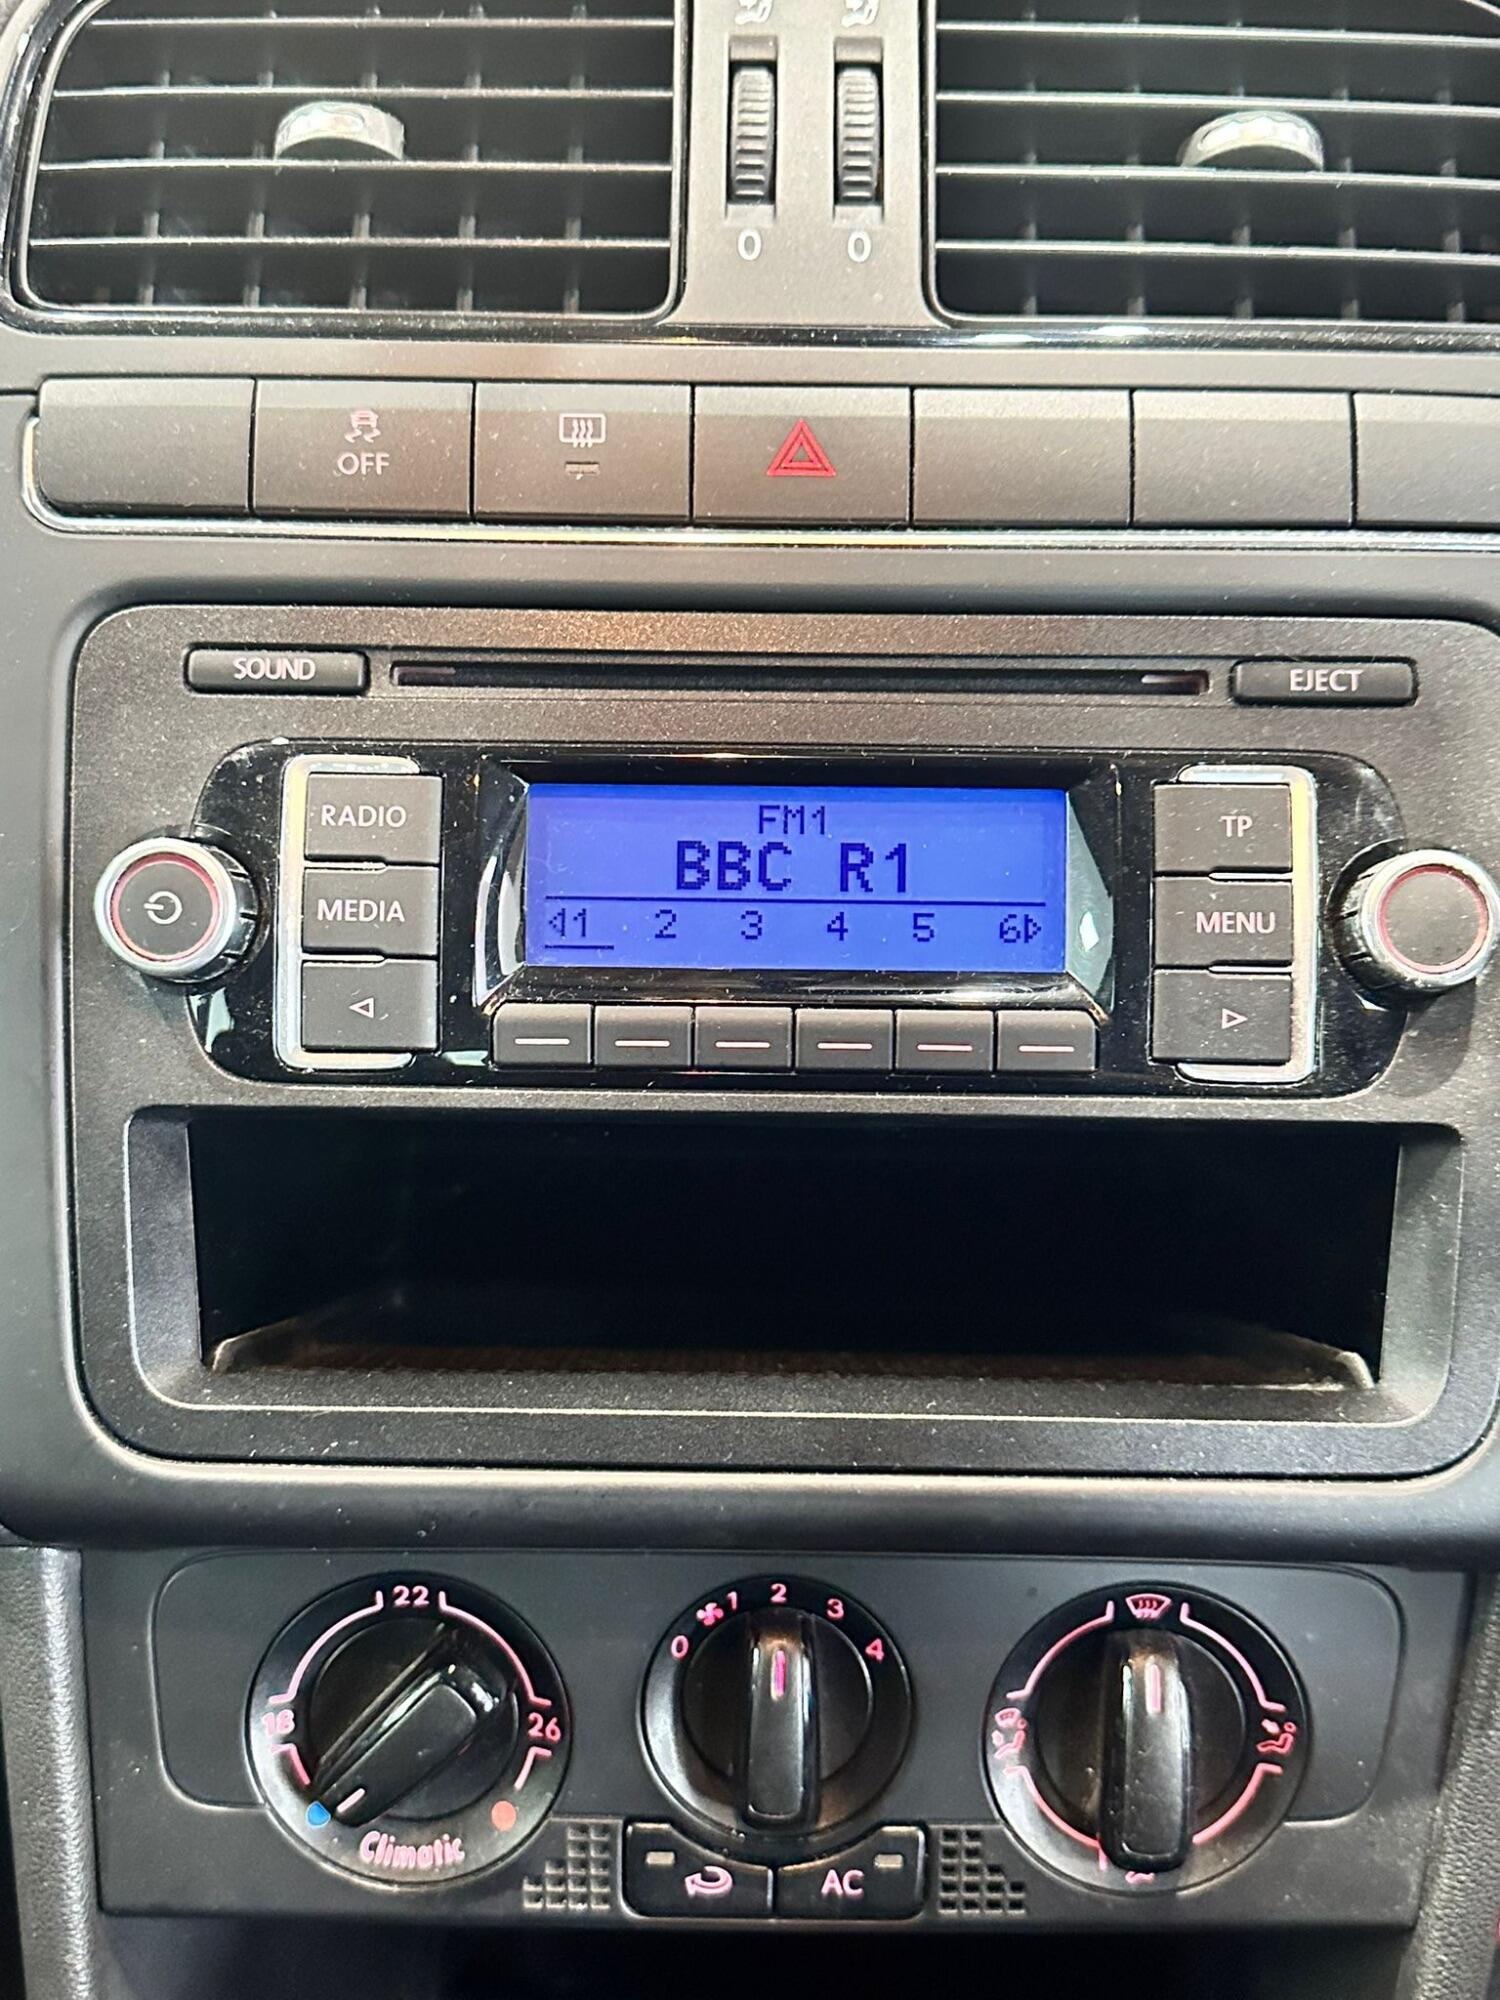 0 0
OFF
SOUND
EJECT
RADIO
FM1
TP
BBC R1
MEDIA
1 2 3 4 5 6
MENU
22
18
26
Climatic
0 1 2 3 4
AC